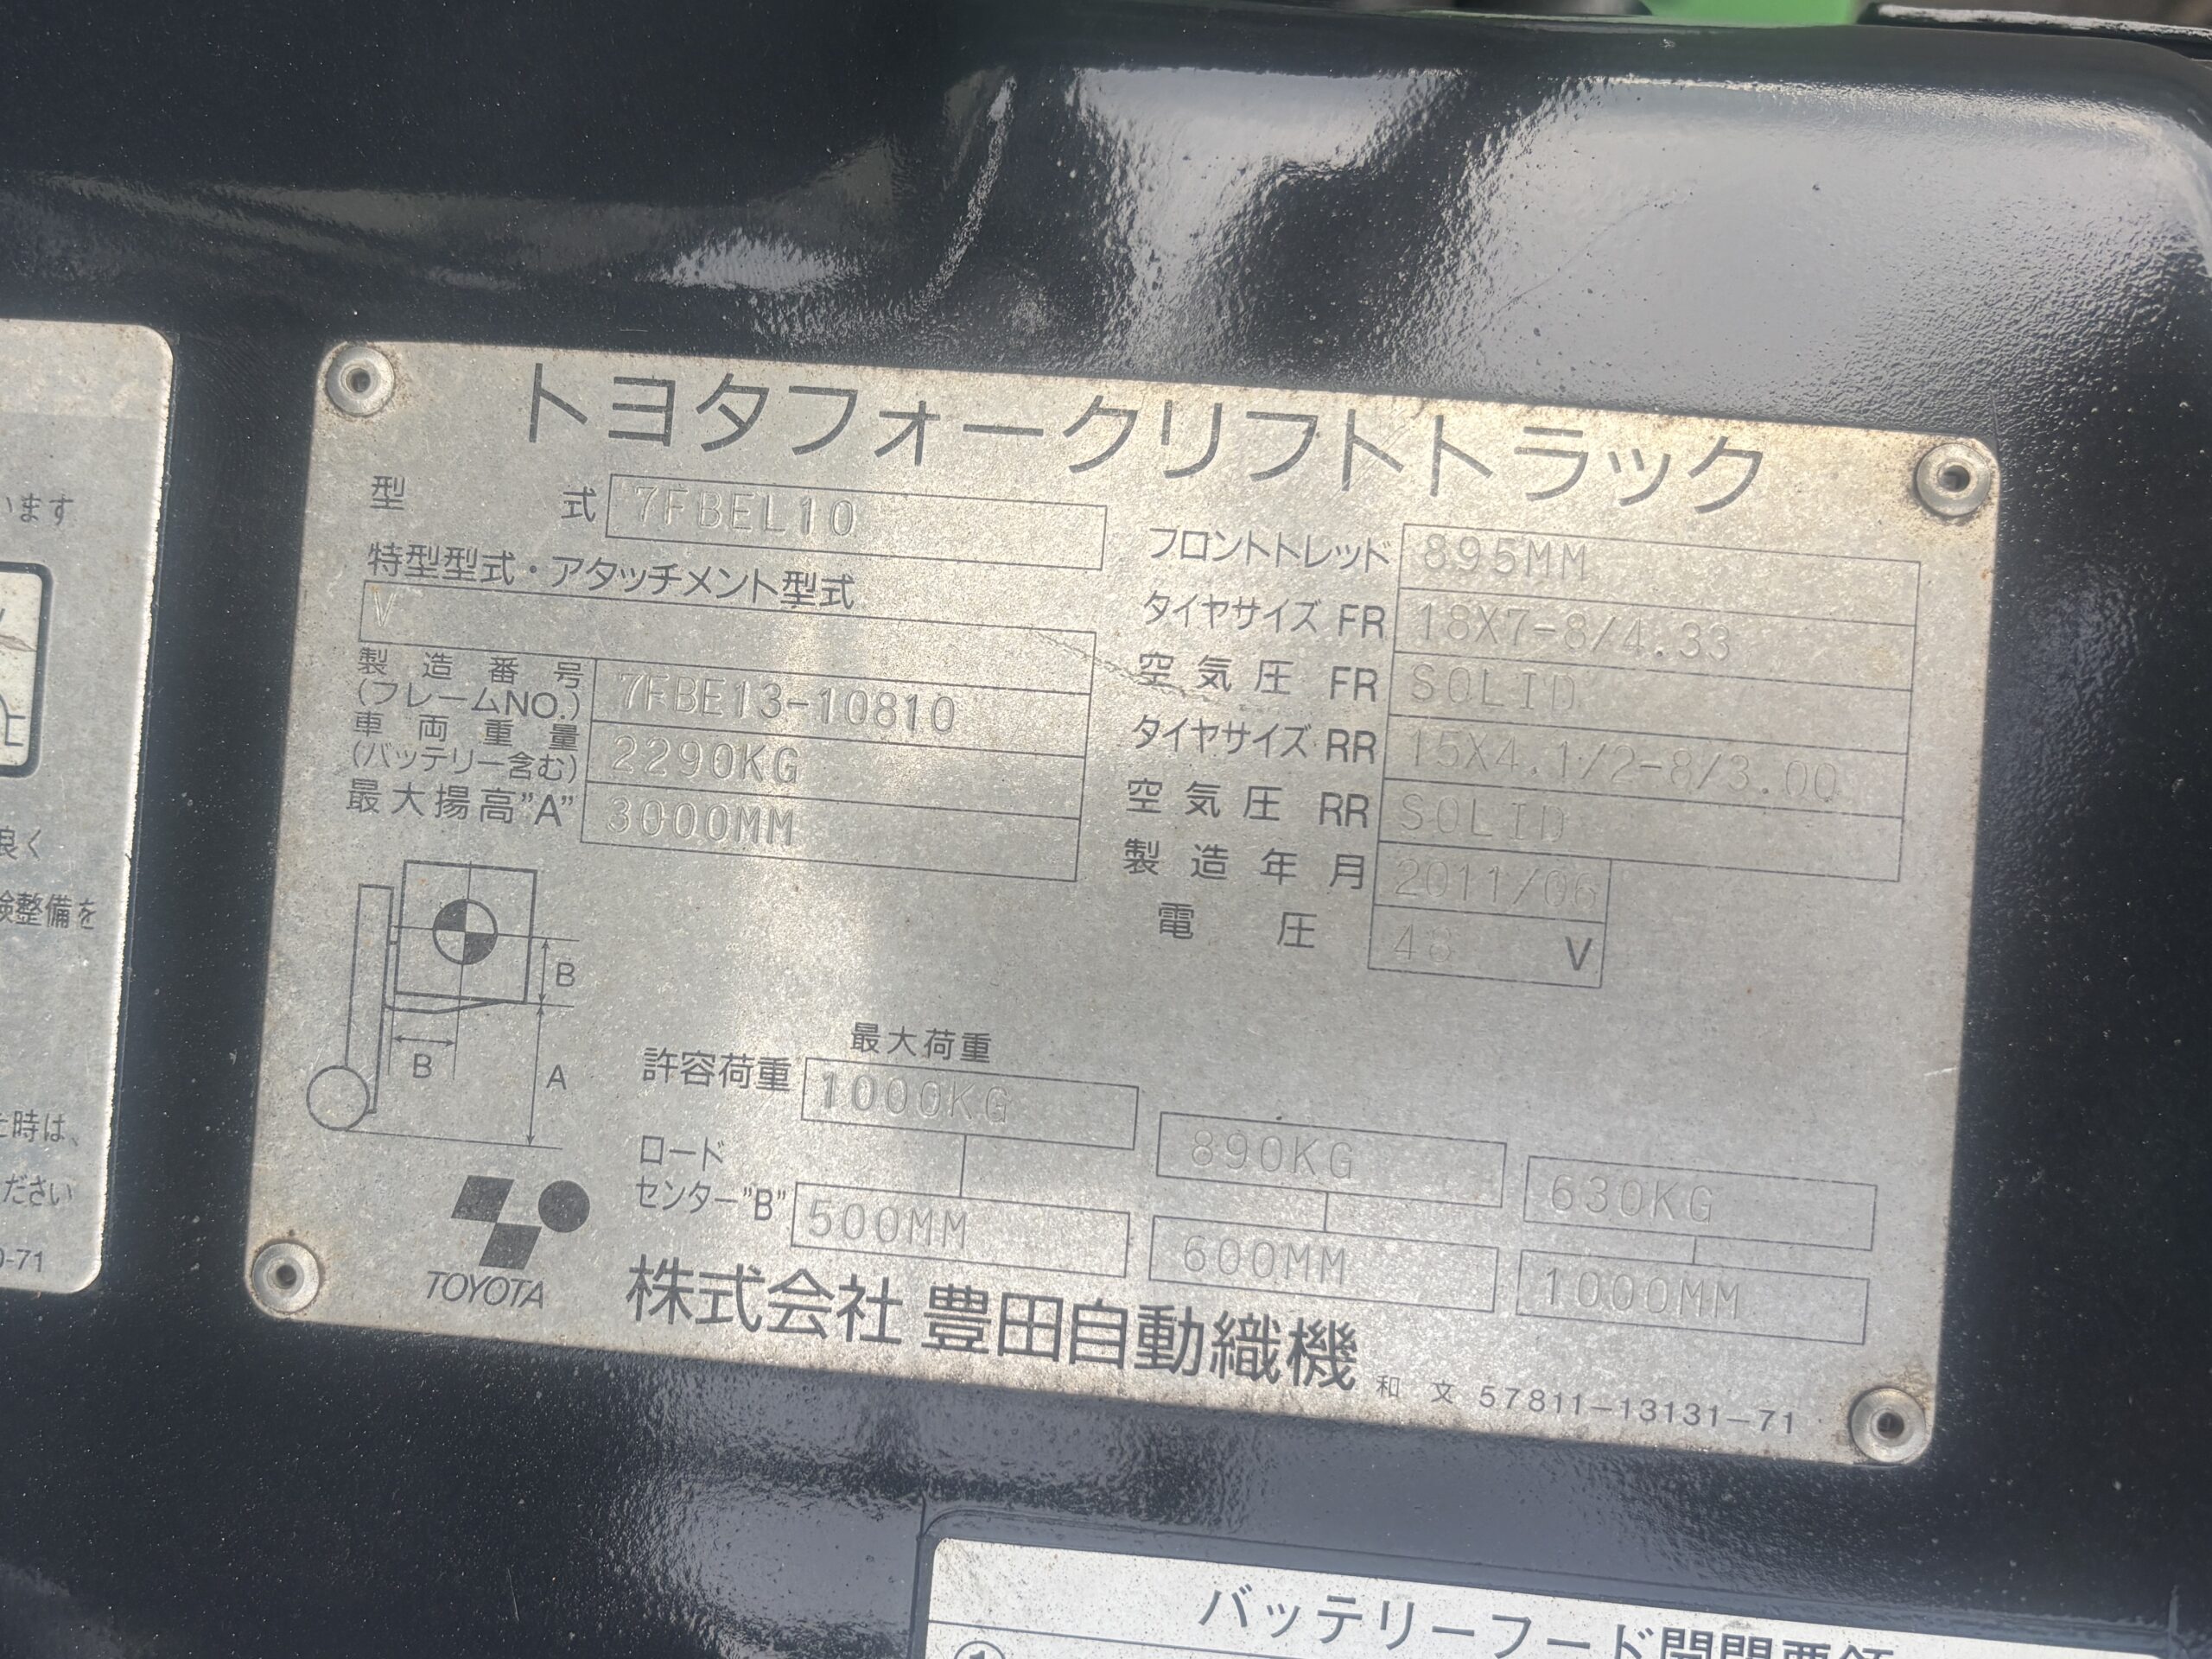 トヨタフォークリフトトラック
型 式 7FBEL10
特型型式・アタッチメント型式
V
製造番号 (フレームNO.) 7FBE13-10810
車両重量 (バッテリー含む) 2290KG
最大揚高"A" 3000MM
フロントトレッド 895MM
タイヤサイズ FR 18X7-8/4.33
空気圧 FR SOLID
タイヤサイズ RR 15X4.1/2-8/3.00
空気圧 RR SOLID
製造年月 2011/06
電圧 48 V
B
B
A
最大荷重
許容荷重 1000KG 890KG 630KG
ロード
センター"B" 500MM 600MM 1000MM
TOYOTA
株式会社 豊田自動織機
和 文 57811-13131-71
います
良く
検整備を
時は、
ださい
-71
バッテリーフード開閉要領
①